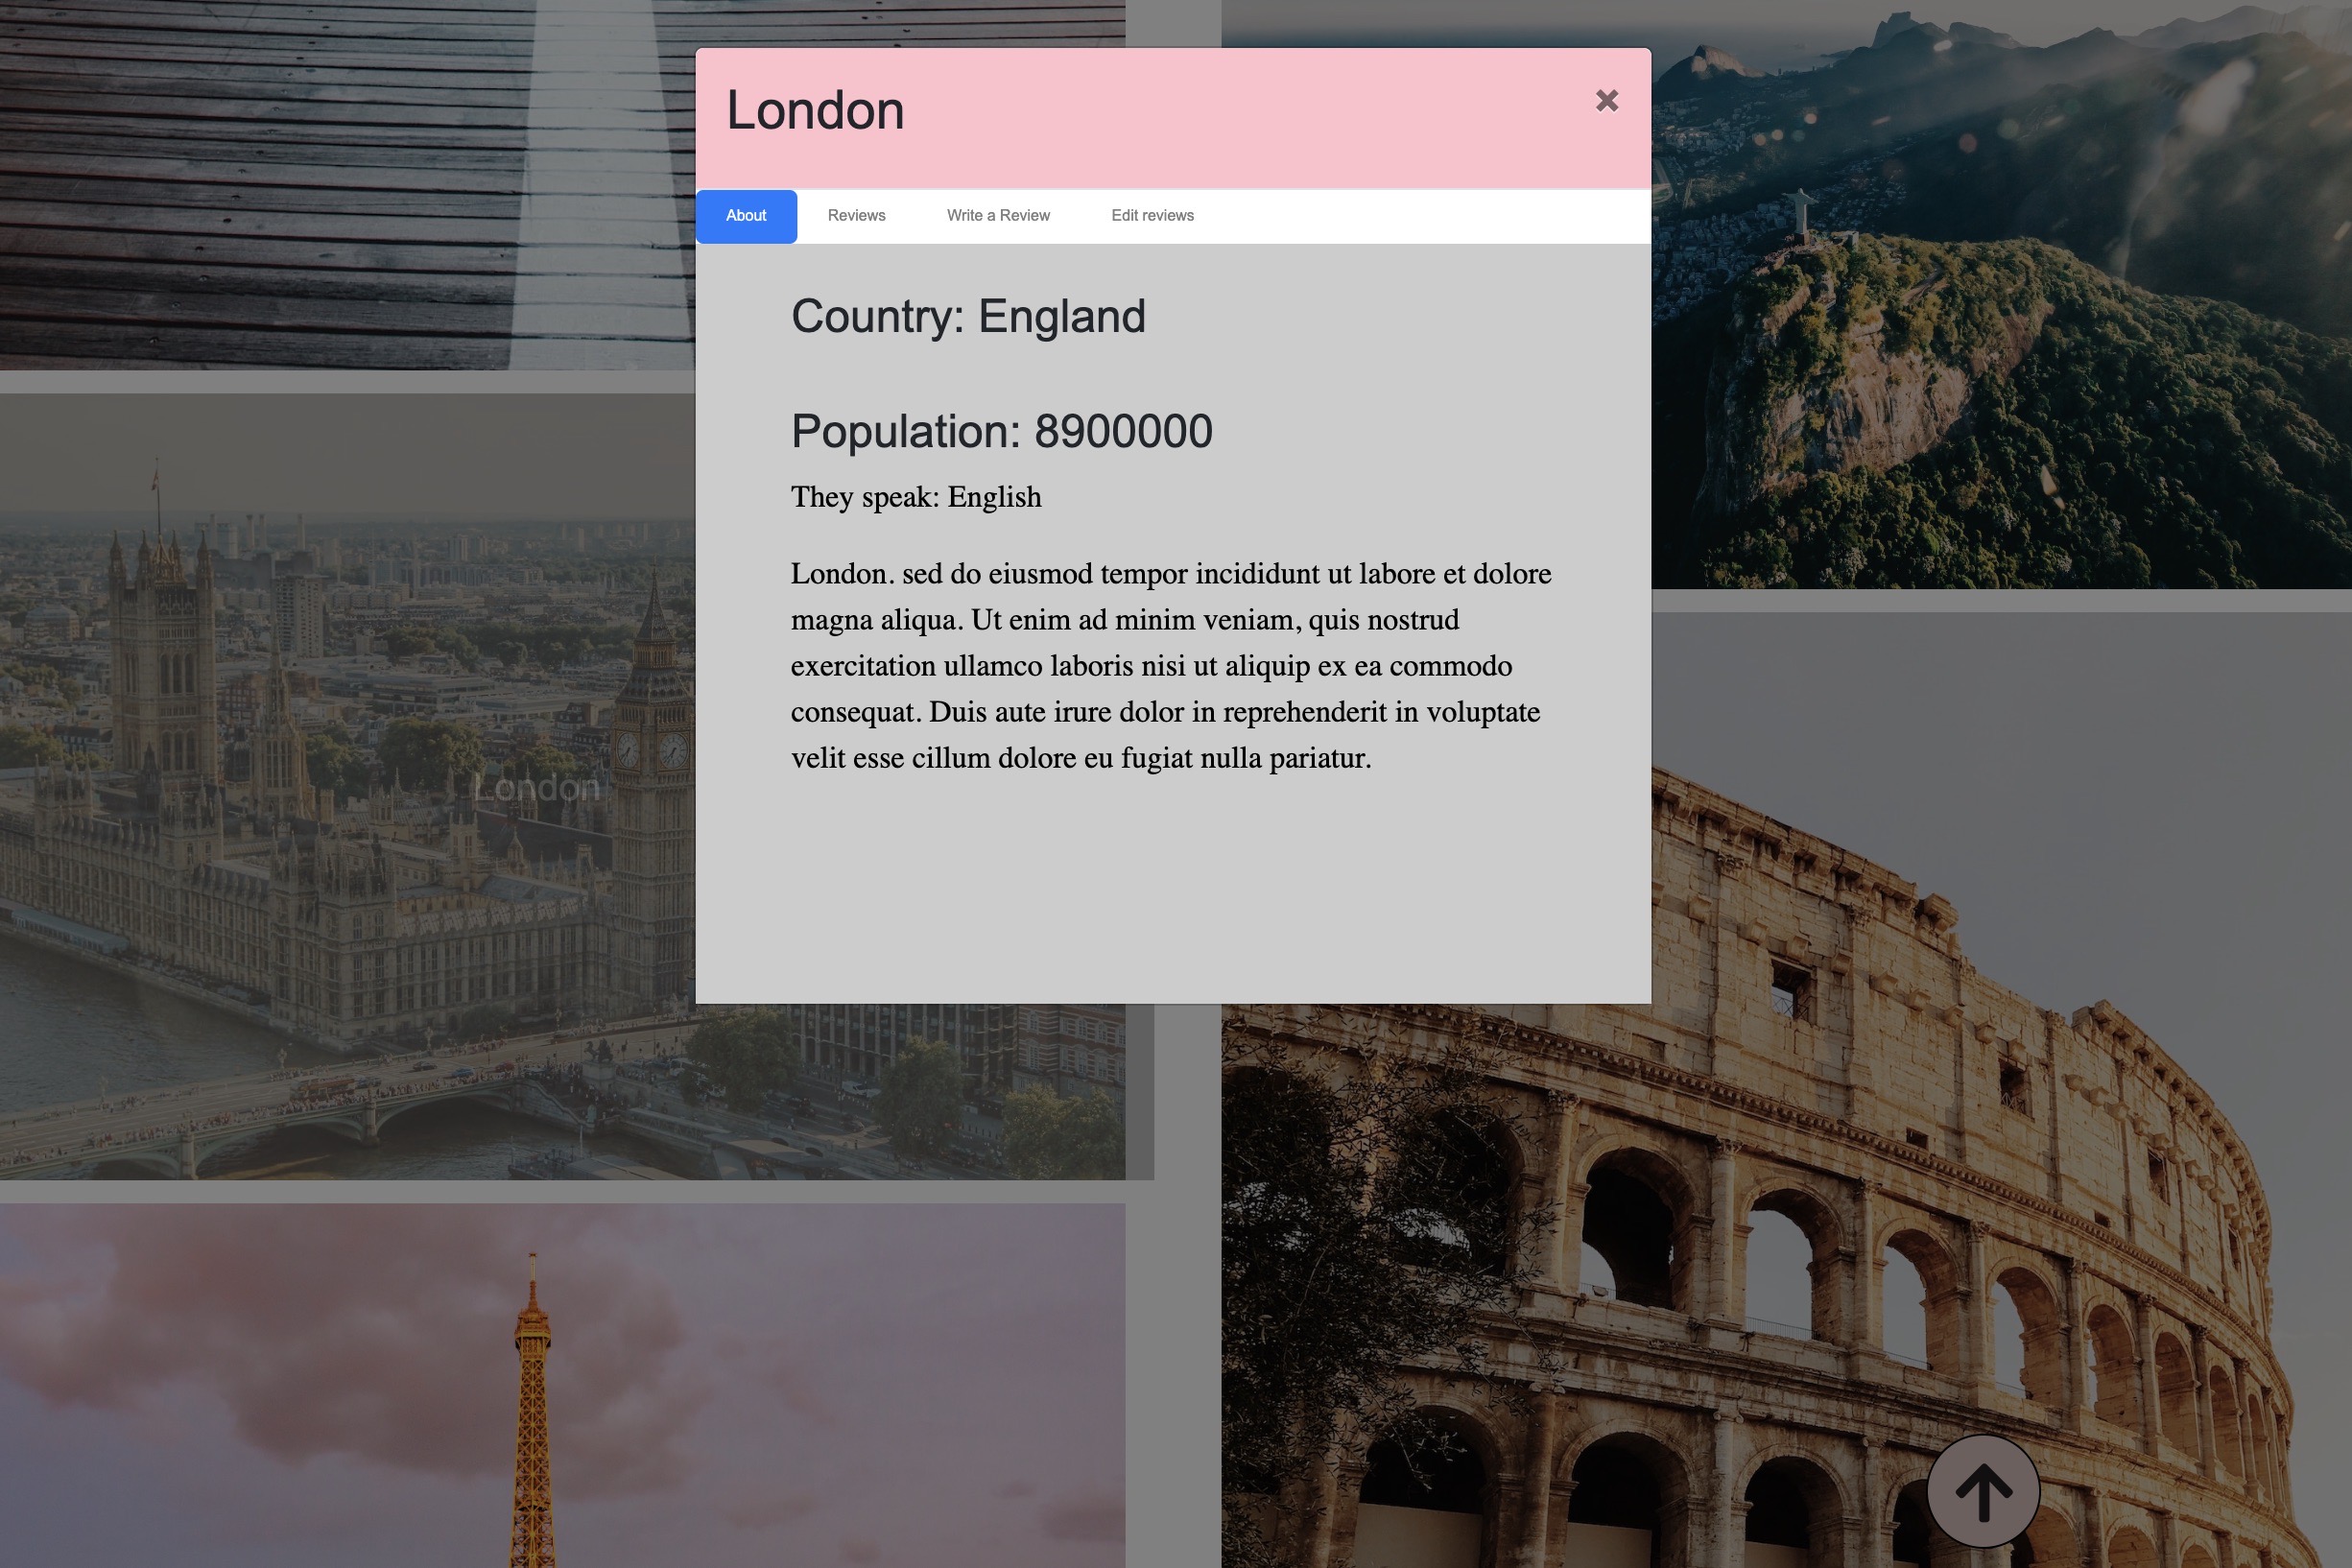 London
About
Reviews
Write a Review
Edit reviews
Country: England
Population: 8900000
They speak: English
London. sed do eiusmod tempor incididunt ut labore et dolore
magna aliqua. Ut enim ad minim veniam, quis nostrud
exercitation ullamco laboris nisi ut aliquip ex ea commodo
consequat. Duis aute irure dolor in reprehenderit in voluptate
velit esse cillum dolore eu fugiat nulla pariatur.
London